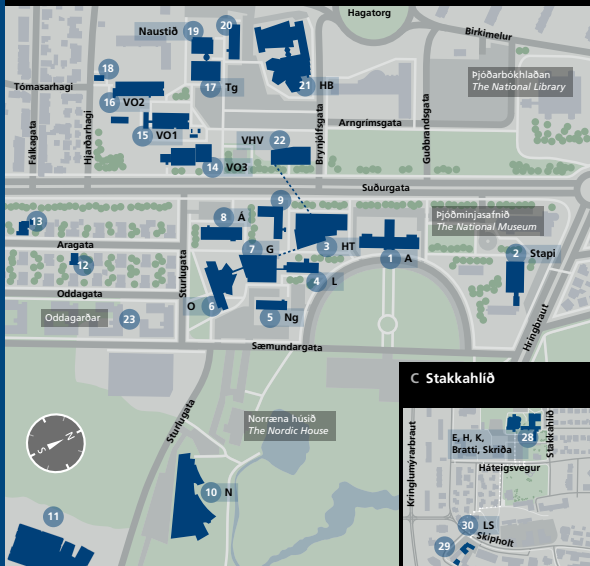 Hagatorg
Birkimelur
Naustið
20
19
18
Tómasarhagi
17 Tg
21 HB
Þjóðarbókhlaðan
The National Library
16 VO2
Fálkagata
Hjarðarhagi
15 VO1
Arngrímsgata
Brynjólfsgata
Guðbrandsgata
VHV
22
14 VO3
Suðurgata
9
8 Á
13
Aragata
7 G
3 HT
1 A
Þjóðminjasafnið
The National Museum
2 Stapi
12
Sturlugata
4 L
Oddagata
O 6
5 Ng
Oddagarðar
23
Hringbraut
Sæmundargata
C Stakkahlíð
Sturlugata
Norræna húsið
The Nordic House
N
S
10 N
11
Kringlumýrarbraut
E, H, K,
Bratti, Skriða
28
Stakkahlíð
Háteigsvegur
30 LS
Skipholt
29